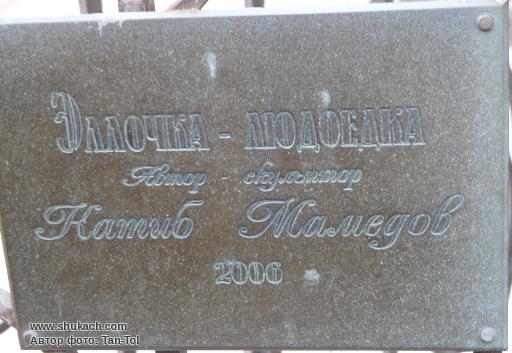 Эллочка - людоедка
Автор - скульптор
Катиб Мамедов
2006
www.shukach.com
Автор фото: Tan-Tol